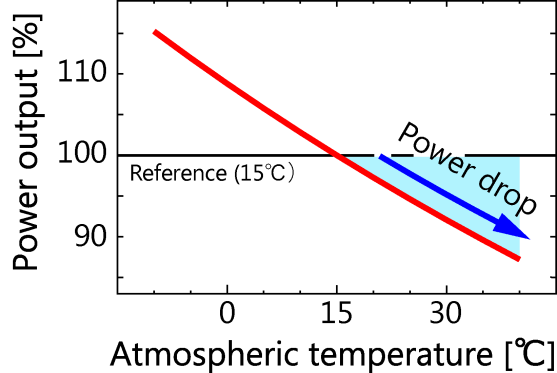 Power output [%]
110
100
90
Reference (15℃)
Power drop
0
15
30
Atmospheric temperature [℃]